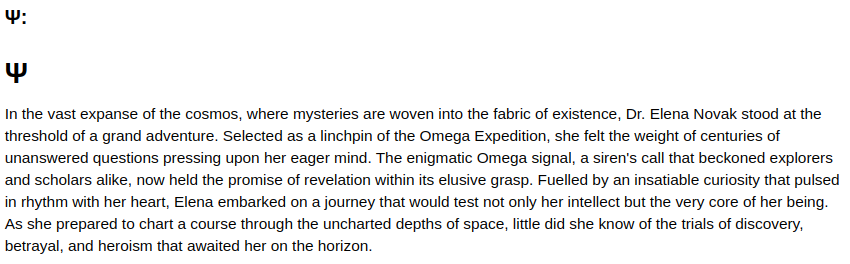 Ψ:
Ψ
In the vast expanse of the cosmos, where mysteries are woven into the fabric of existence, Dr. Elena Novak stood at the
threshold of a grand adventure. Selected as a linchpin of the Omega Expedition, she felt the weight of centuries of
unanswered questions pressing upon her eager mind. The enigmatic Omega signal, a siren's call that beckoned explorers
and scholars alike, now held the promise of revelation within its elusive grasp. Fuelled by an insatiable curiosity that pulsed
in rhythm with her heart, Elena embarked on a journey that would test not only her intellect but the very core of her being.
As she prepared to chart a course through the uncharted depths of space, little did she know of the trials of discovery,
betrayal, and heroism that awaited her on the horizon.